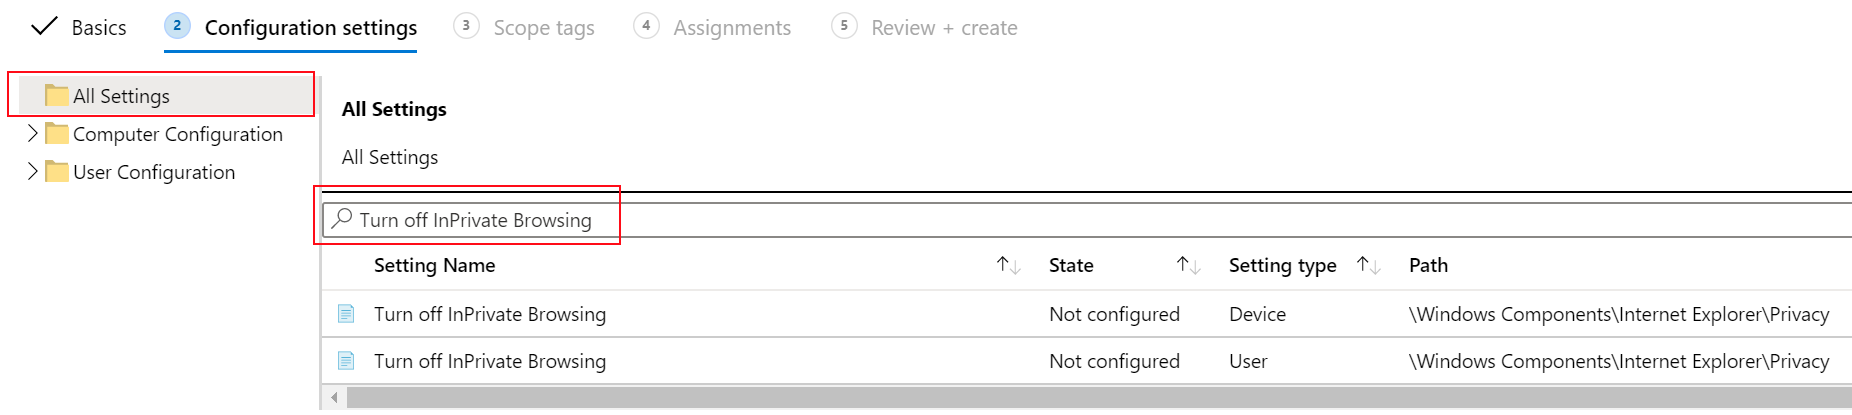 Basics 2 Configuration settings 3 Scope tags 4 Assignments 5 Review + create
All Settings
Computer Configuration
User Configuration
All Settings
All Settings
Turn off InPrivate Browsing
Setting Name State Setting type Path
Turn off InPrivate Browsing Not configured Device \Windows Components\Internet Explorer\Privacy
Turn off InPrivate Browsing Not configured User \Windows Components\Internet Explorer\Privacy